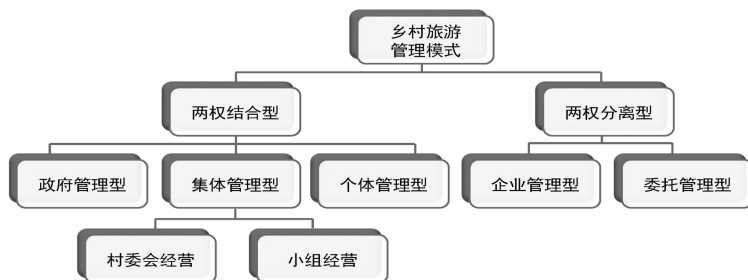 乡村旅游
管理模式
两权结合型
两权分离型
政府管理型
集体管理型
个体管理型
企业管理型
委托管理型
村委会经营
小组经营